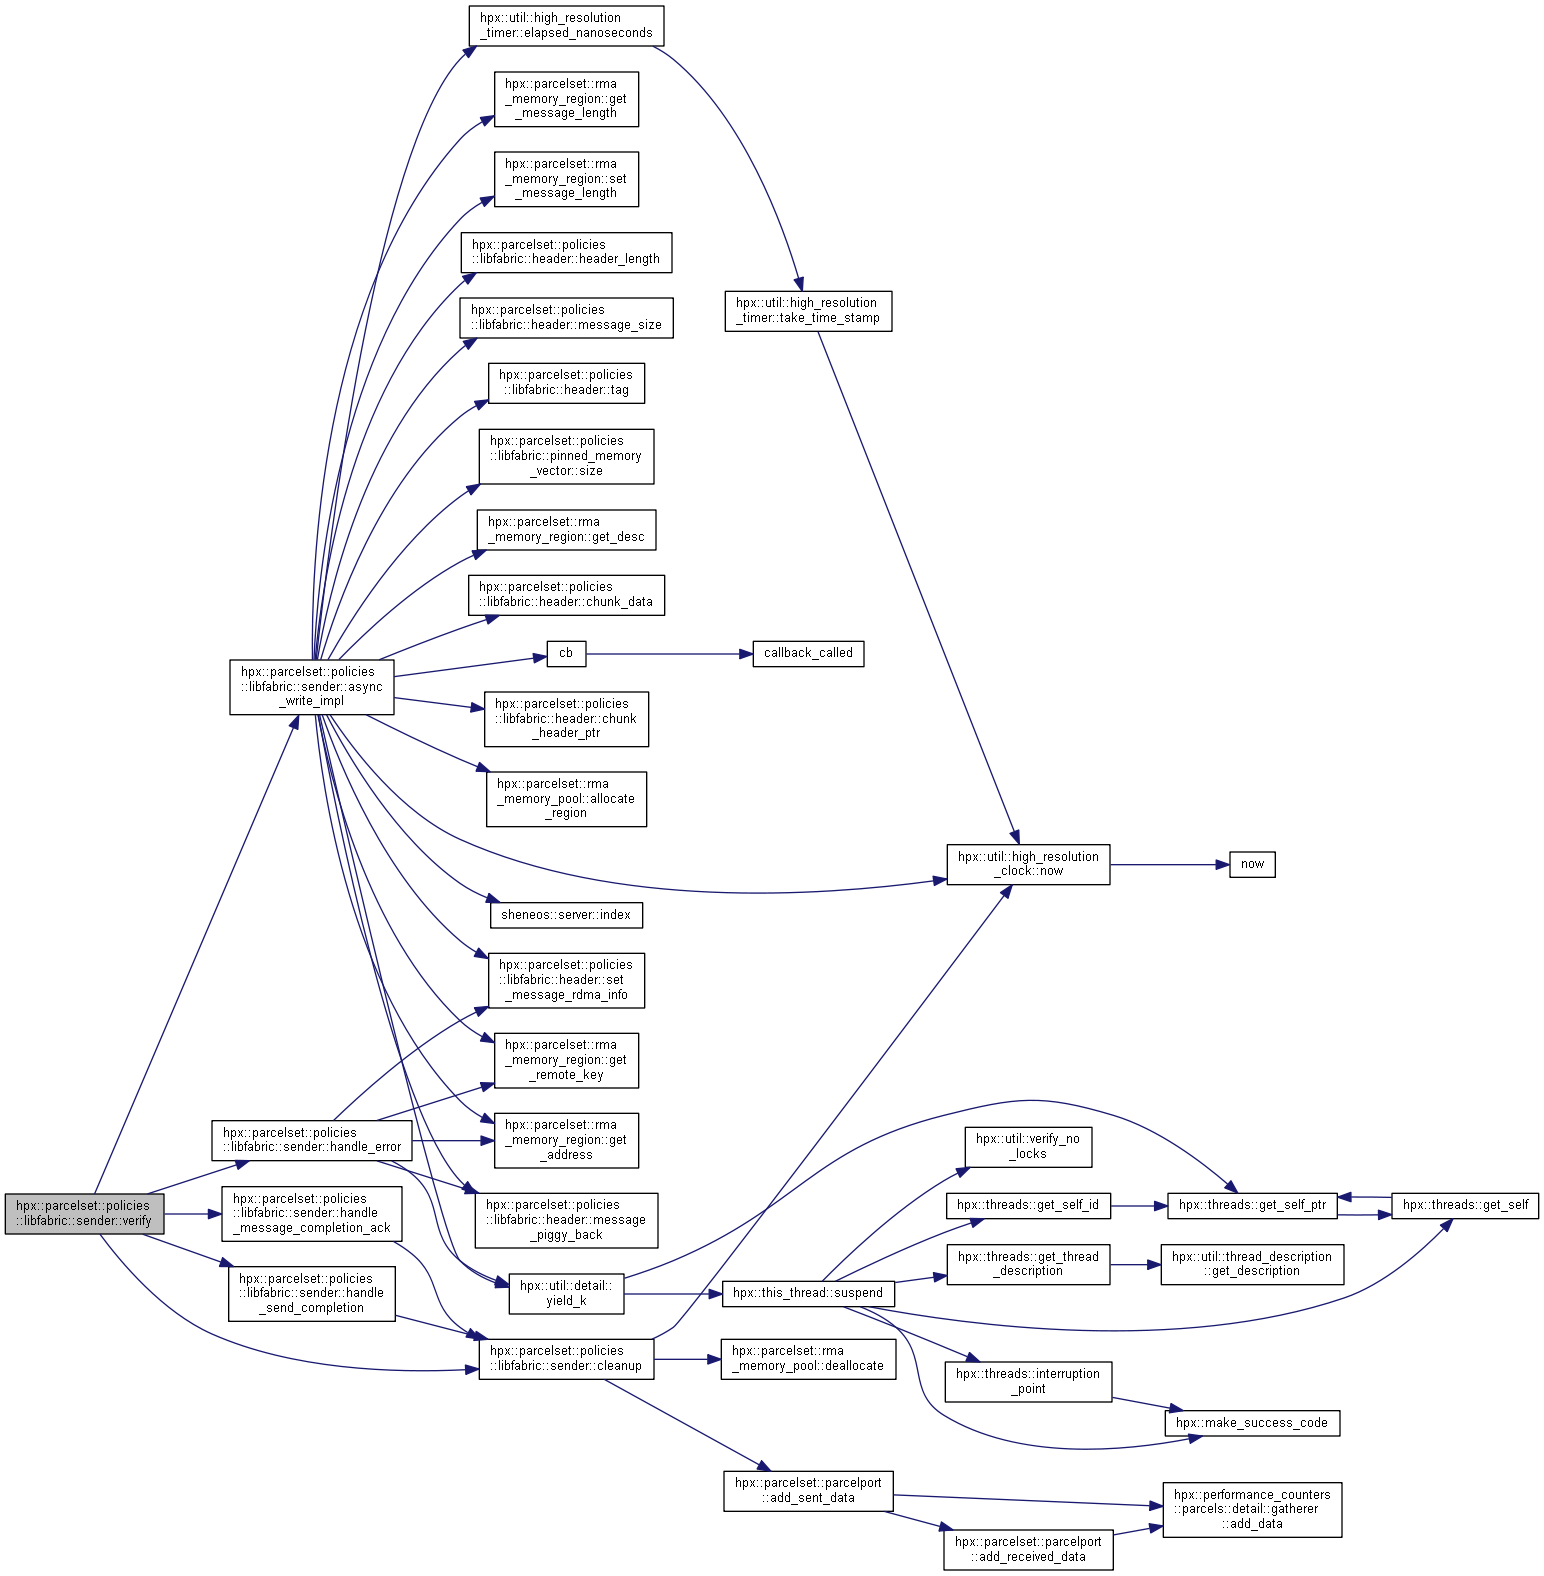 hpx::util::high_resolution
_timer::elapsed_nanoseconds
hpx::parcelset::rma
_memory_region::get
_message_length
hpx::parcelset::rma
_memory_region::set
_message_length
hpx::parcelset::policies
::libfabric::header::header_length
hpx::parcelset::policies
::libfabric::header::message_size
hpx::util::high_resolution
_timer::take_time_stamp
hpx::parcelset::policies
::libfabric::header::tag
hpx::parcelset::policies
::libfabric::pinned_memory
_vector::size
hpx::parcelset::rma
_memory_region::get_desc
hpx::parcelset::policies
::libfabric::header::chunk_data
cb
callback_called
hpx::parcelset::policies
::libfabric::sender::async
_write_impl
hpx::parcelset::policies
::libfabric::header::chunk
_header_ptr
hpx::parcelset::rma
_memory_pool::allocate
_region
hpx::util::high_resolution
_clock::now
now
sheneos::server::index
hpx::parcelset::policies
::libfabric::header::set
_message_rdma_info
hpx::parcelset::rma
_memory_region::get
_remote_key
hpx::parcelset::policies
::libfabric::sender::handle_error
hpx::parcelset::rma
_memory_region::get
_address
hpx::util::verify_no
_locks
hpx::parcelset::policies
::libfabric::sender::verify
hpx::parcelset::policies
::libfabric::sender::handle
_message_completion_ack
hpx::parcelset::policies
::libfabric::header::message
_piggy_back
hpx::threads::get_self_id
hpx::threads::get_self_ptr
hpx::threads::get_self
hpx::threads::get_thread
_description
hpx::util::thread_description
::get_description
hpx::parcelset::policies
::libfabric::sender::handle
_send_completion
hpx::util::detail::
yield_k
hpx::this_thread::suspend
hpx::parcelset::policies
::libfabric::sender::cleanup
hpx::parcelset::rma
_memory_pool::deallocate
hpx::threads::interruption
_point
hpx::make_success_code
hpx::parcelset::parcelport
::add_sent_data
hpx::performance_counters
::parcels::detail::gatherer
::add_data
hpx::parcelset::parcelport
::add_received_data